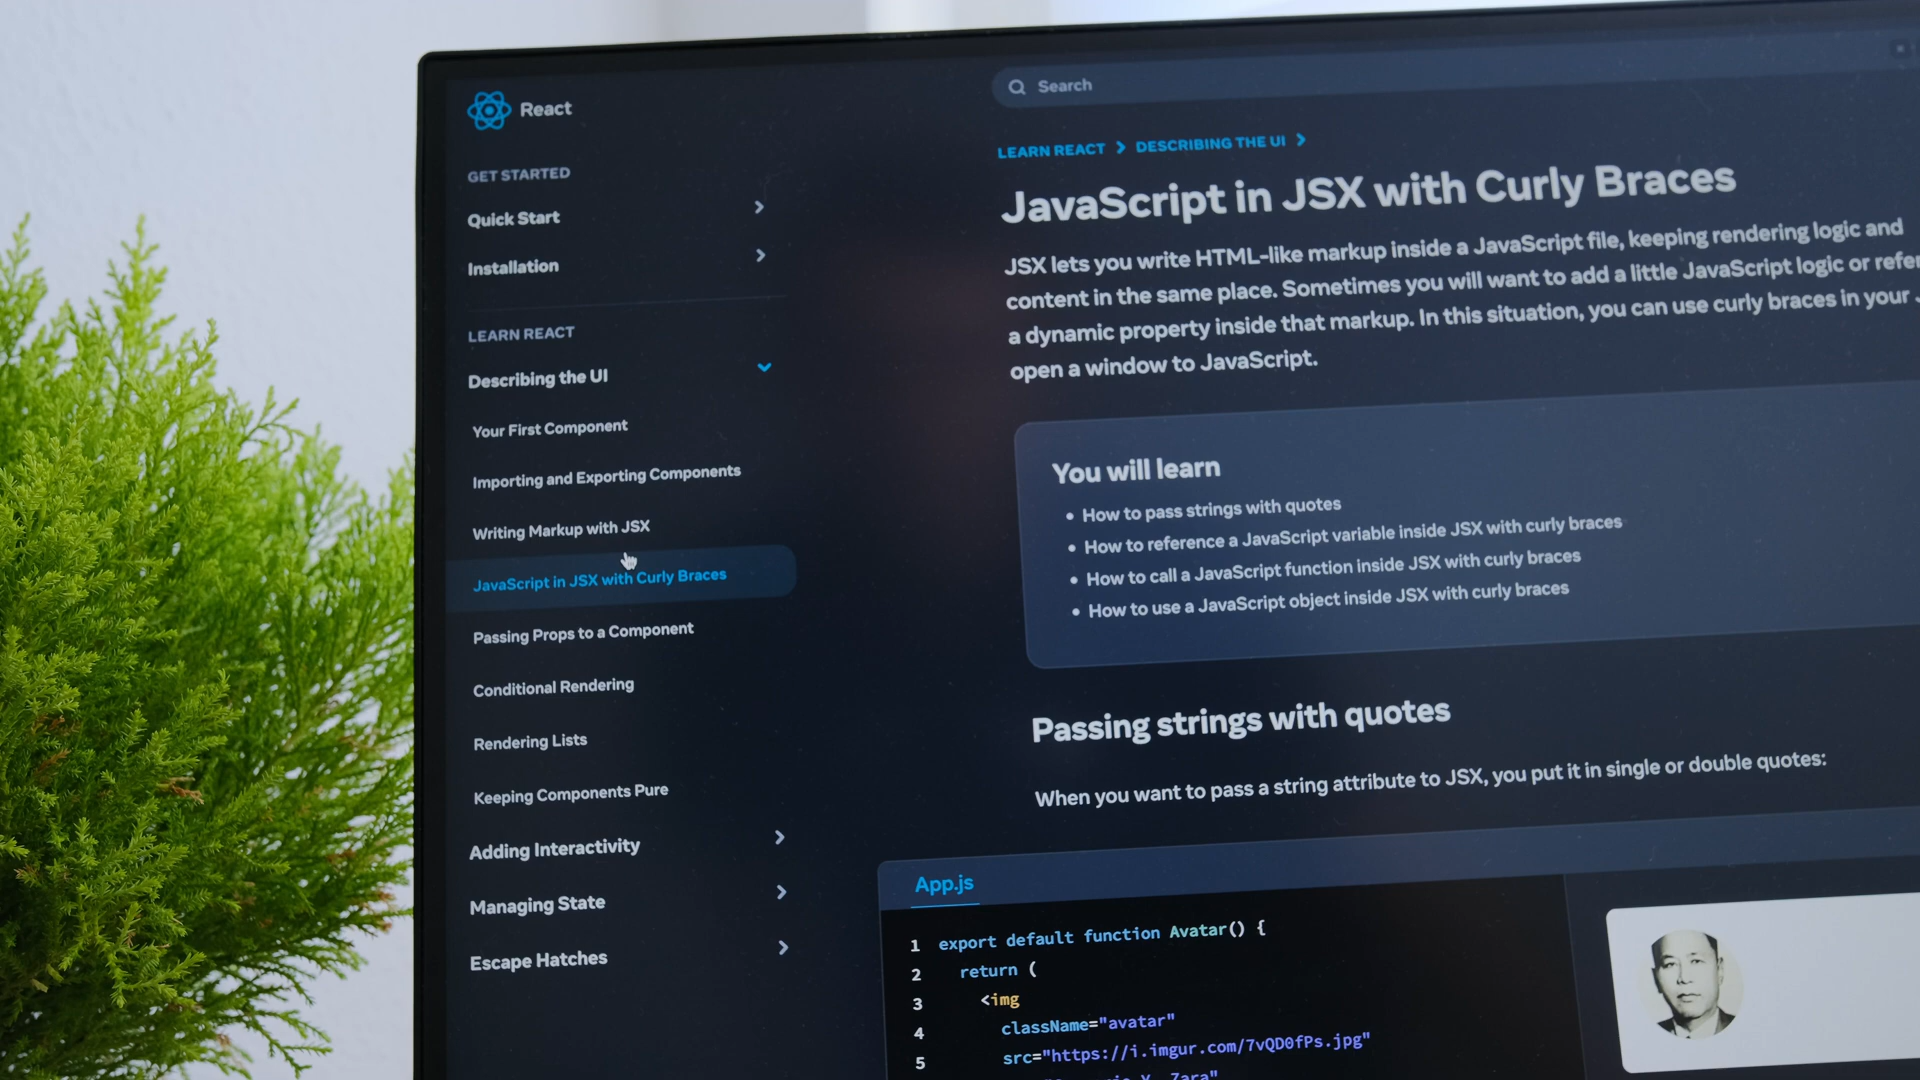 React
GET STARTED
Quick Start
Installation
LEARN REACT
Describing the UI
Your First Component
Importing and Exporting Components
Writing Markup with JSX
JavaScript in JSX with Curly Braces
Passing Props to a Component
Conditional Rendering
Rendering Lists
Keeping Components Pure
Adding Interactivity
Managing State
Escape Hatches
Search
LEARN REACT > DESCRIBING THE UI >
JavaScript in JSX with Curly Braces
JSX lets you write HTML-like markup inside a JavaScript file, keeping rendering logic and
content in the same place. Sometimes you will want to add a little JavaScript logic or
a dynamic property inside that markup. In this situation, you can use curly braces in your
open a window to JavaScript.
You will learn
• How to pass strings with quotes
• How to reference a JavaScript variable inside JSX with curly braces
• How to call a JavaScript function inside JSX with curly braces
• How to use a JavaScript object inside JSX with curly braces
Passing strings with quotes
When you want to pass a string attribute to JSX, you put it in single or double quotes:
App.js
1 export default function Avatar() {
2 return (
3 <img
4 className="avatar"
5 src="https://i.imgur.com/7vQD0fPs.jpg"
Zara"